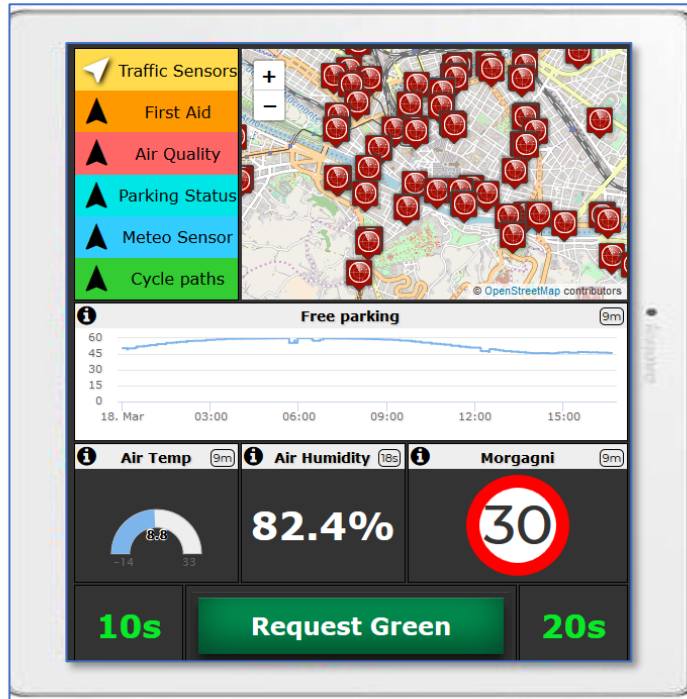 Traffic Sensors
First Aid
Air Quality
Parking Status
Meteo Sensor
Cycle paths
+
−
© OpenStreetMap contributors
Free parking 9m
60
45
30
15
0
18. Mar 03:00 06:00 09:00 12:00 15:00
Air Temp 9m
8.8
-14 33
Air Humidity 18s
82.4%
Morgagni 9m
30
10s
Request Green
20s